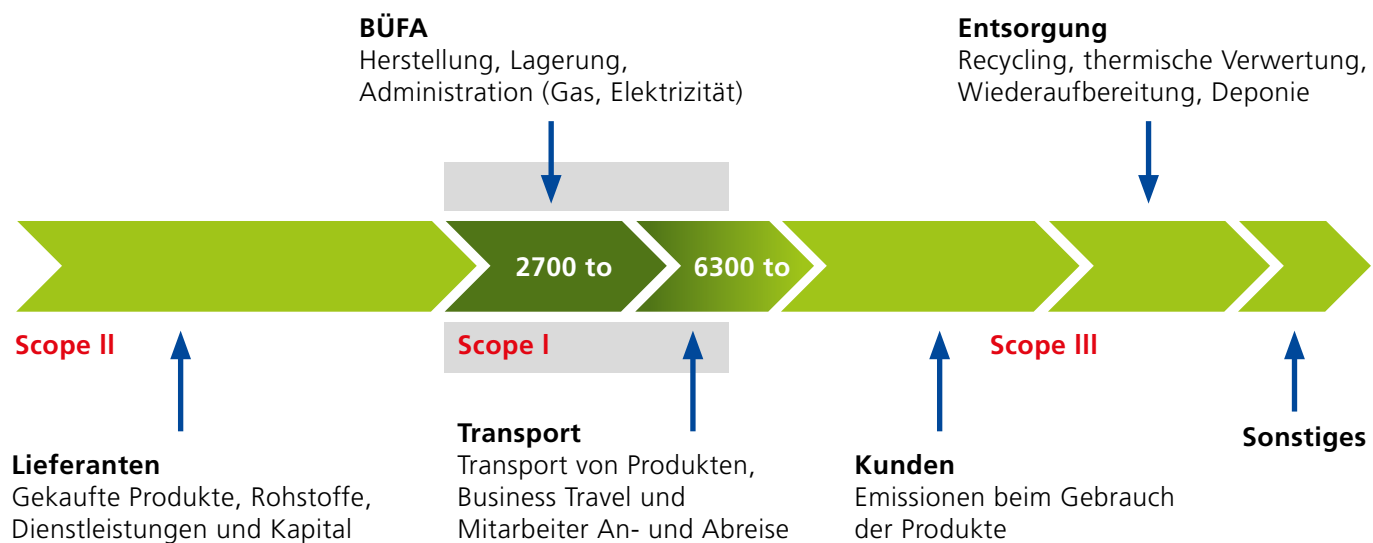 BÜFA
Herstellung, Lagerung,
Administration (Gas, Elektrizität)
Entsorgung
Recycling, thermische Verwertung,
Wiederaufbereitung, Deponie
2700 to
6300 to
Scope II
Scope I
Scope III
Lieferanten
Gekaufte Produkte, Rohstoffe,
Dienstleistungen und Kapital
Transport
Transport von Produkten,
Business Travel und
Mitarbeiter An- und Abreise
Kunden
Emissionen beim Gebrauch
der Produkte
Sonstiges